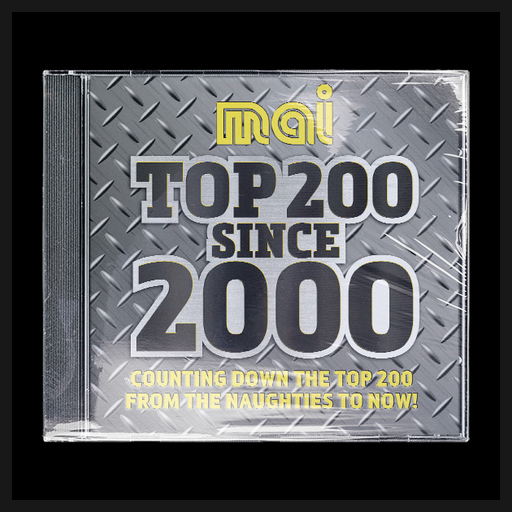 mai
TOP 200
SINCE
2000
COUNTING DOWN THE TOP 200
FROM THE NAUGHTIES TO NOW!